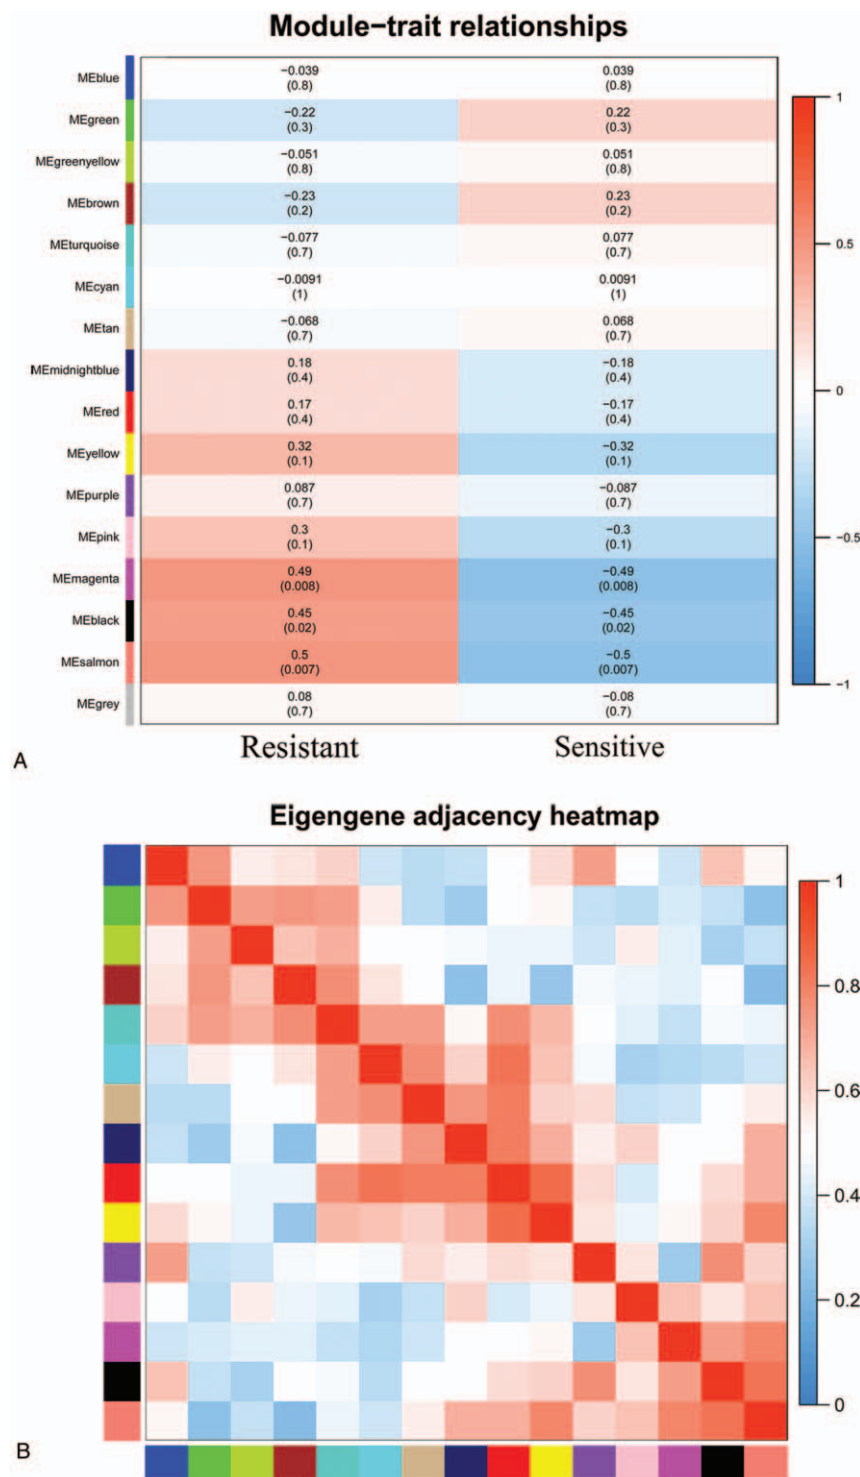 Module−trait relationships
MEblue −0.039 0.039
(0.8) (0.8)
MEgreen −0.22 0.22
(0.3) (0.3)
MEgreenyellow −0.051 0.051
(0.8) (0.8)
MEbrown −0.23 0.23
(0.2) (0.2)
MEturquoise −0.077 0.077
(0.7) (0.7)
MEcyan −0.0091 0.0091
(1) (1)
MEtan −0.068 0.068
(0.7) (0.7)
MEmidnightblue 0.18 −0.18
(0.4) (0.4)
MEred 0.17 −0.17
(0.4) (0.4)
MEyellow 0.32 −0.32
(0.1) (0.1)
MEpurple 0.087 −0.087
(0.7) (0.7)
MEpink 0.3 −0.3
(0.1) (0.1)
MEmagenta 0.49 −0.49
(0.008) (0.008)
MEblack 0.45 −0.45
(0.02) (0.02)
MEsalmon 0.5 −0.5
(0.007) (0.007)
MEgrey 0.08 −0.08
(0.7) (0.7)
1
0.5
0
−0.5
−1
Resistant Sensitive
A
Eigengene adjacency heatmap
1
0.8
0.6
0.4
0.2
0
B